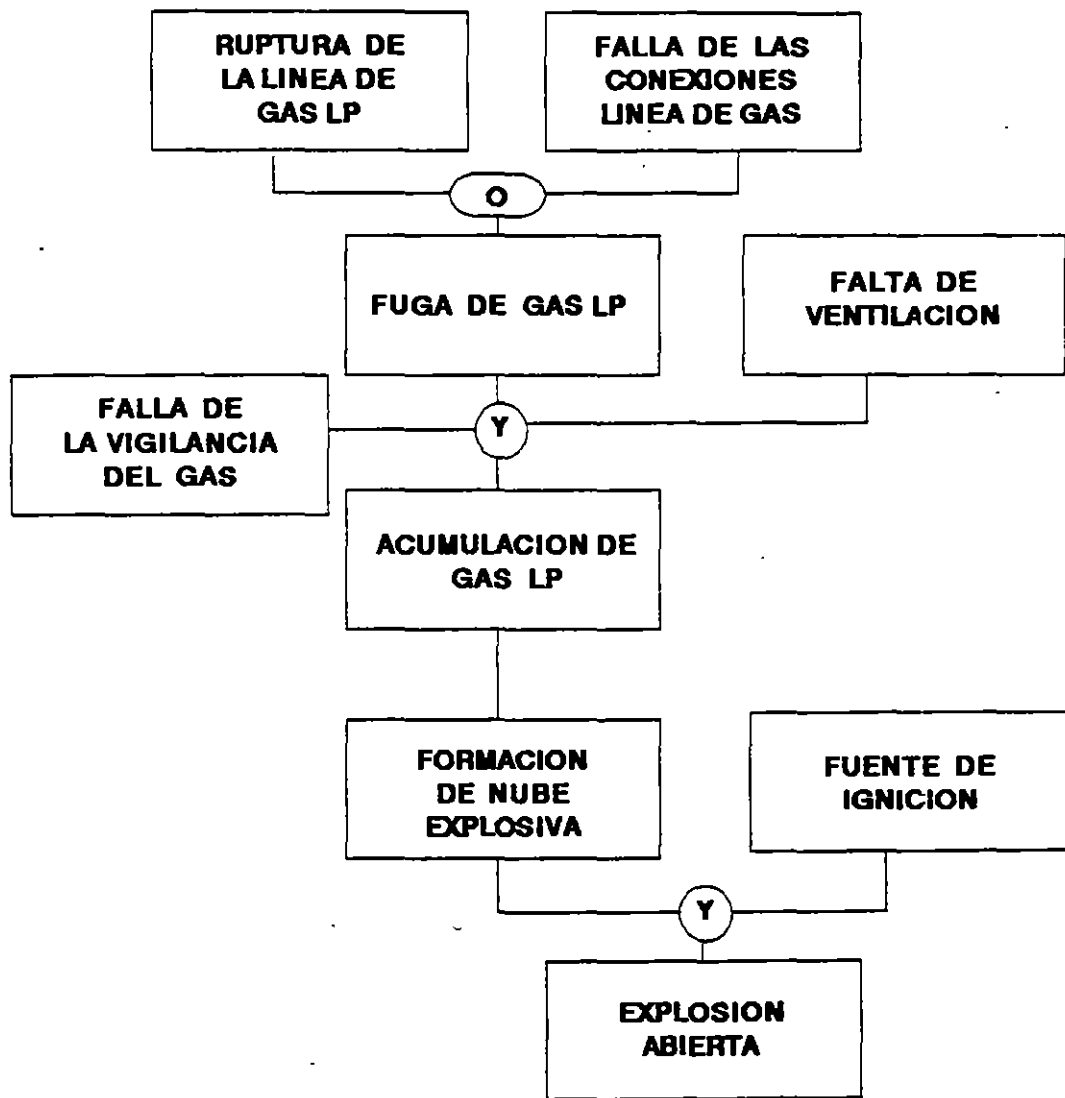 RUPTURA DE
LA LINEA DE
GAS LP
FALLA DE LAS
CONEXIONES
LINEA DE GAS
O
FUGA DE GAS LP
FALTA DE
VENTILACION
FALLA DE
LA VIGILANCIA
DEL GAS
Y
ACUMULACION DE
GAS LP
FORMACION
DE NUBE
EXPLOSIVA
FUENTE DE
IGNICION
Y
EXPLOSION
ABIERTA